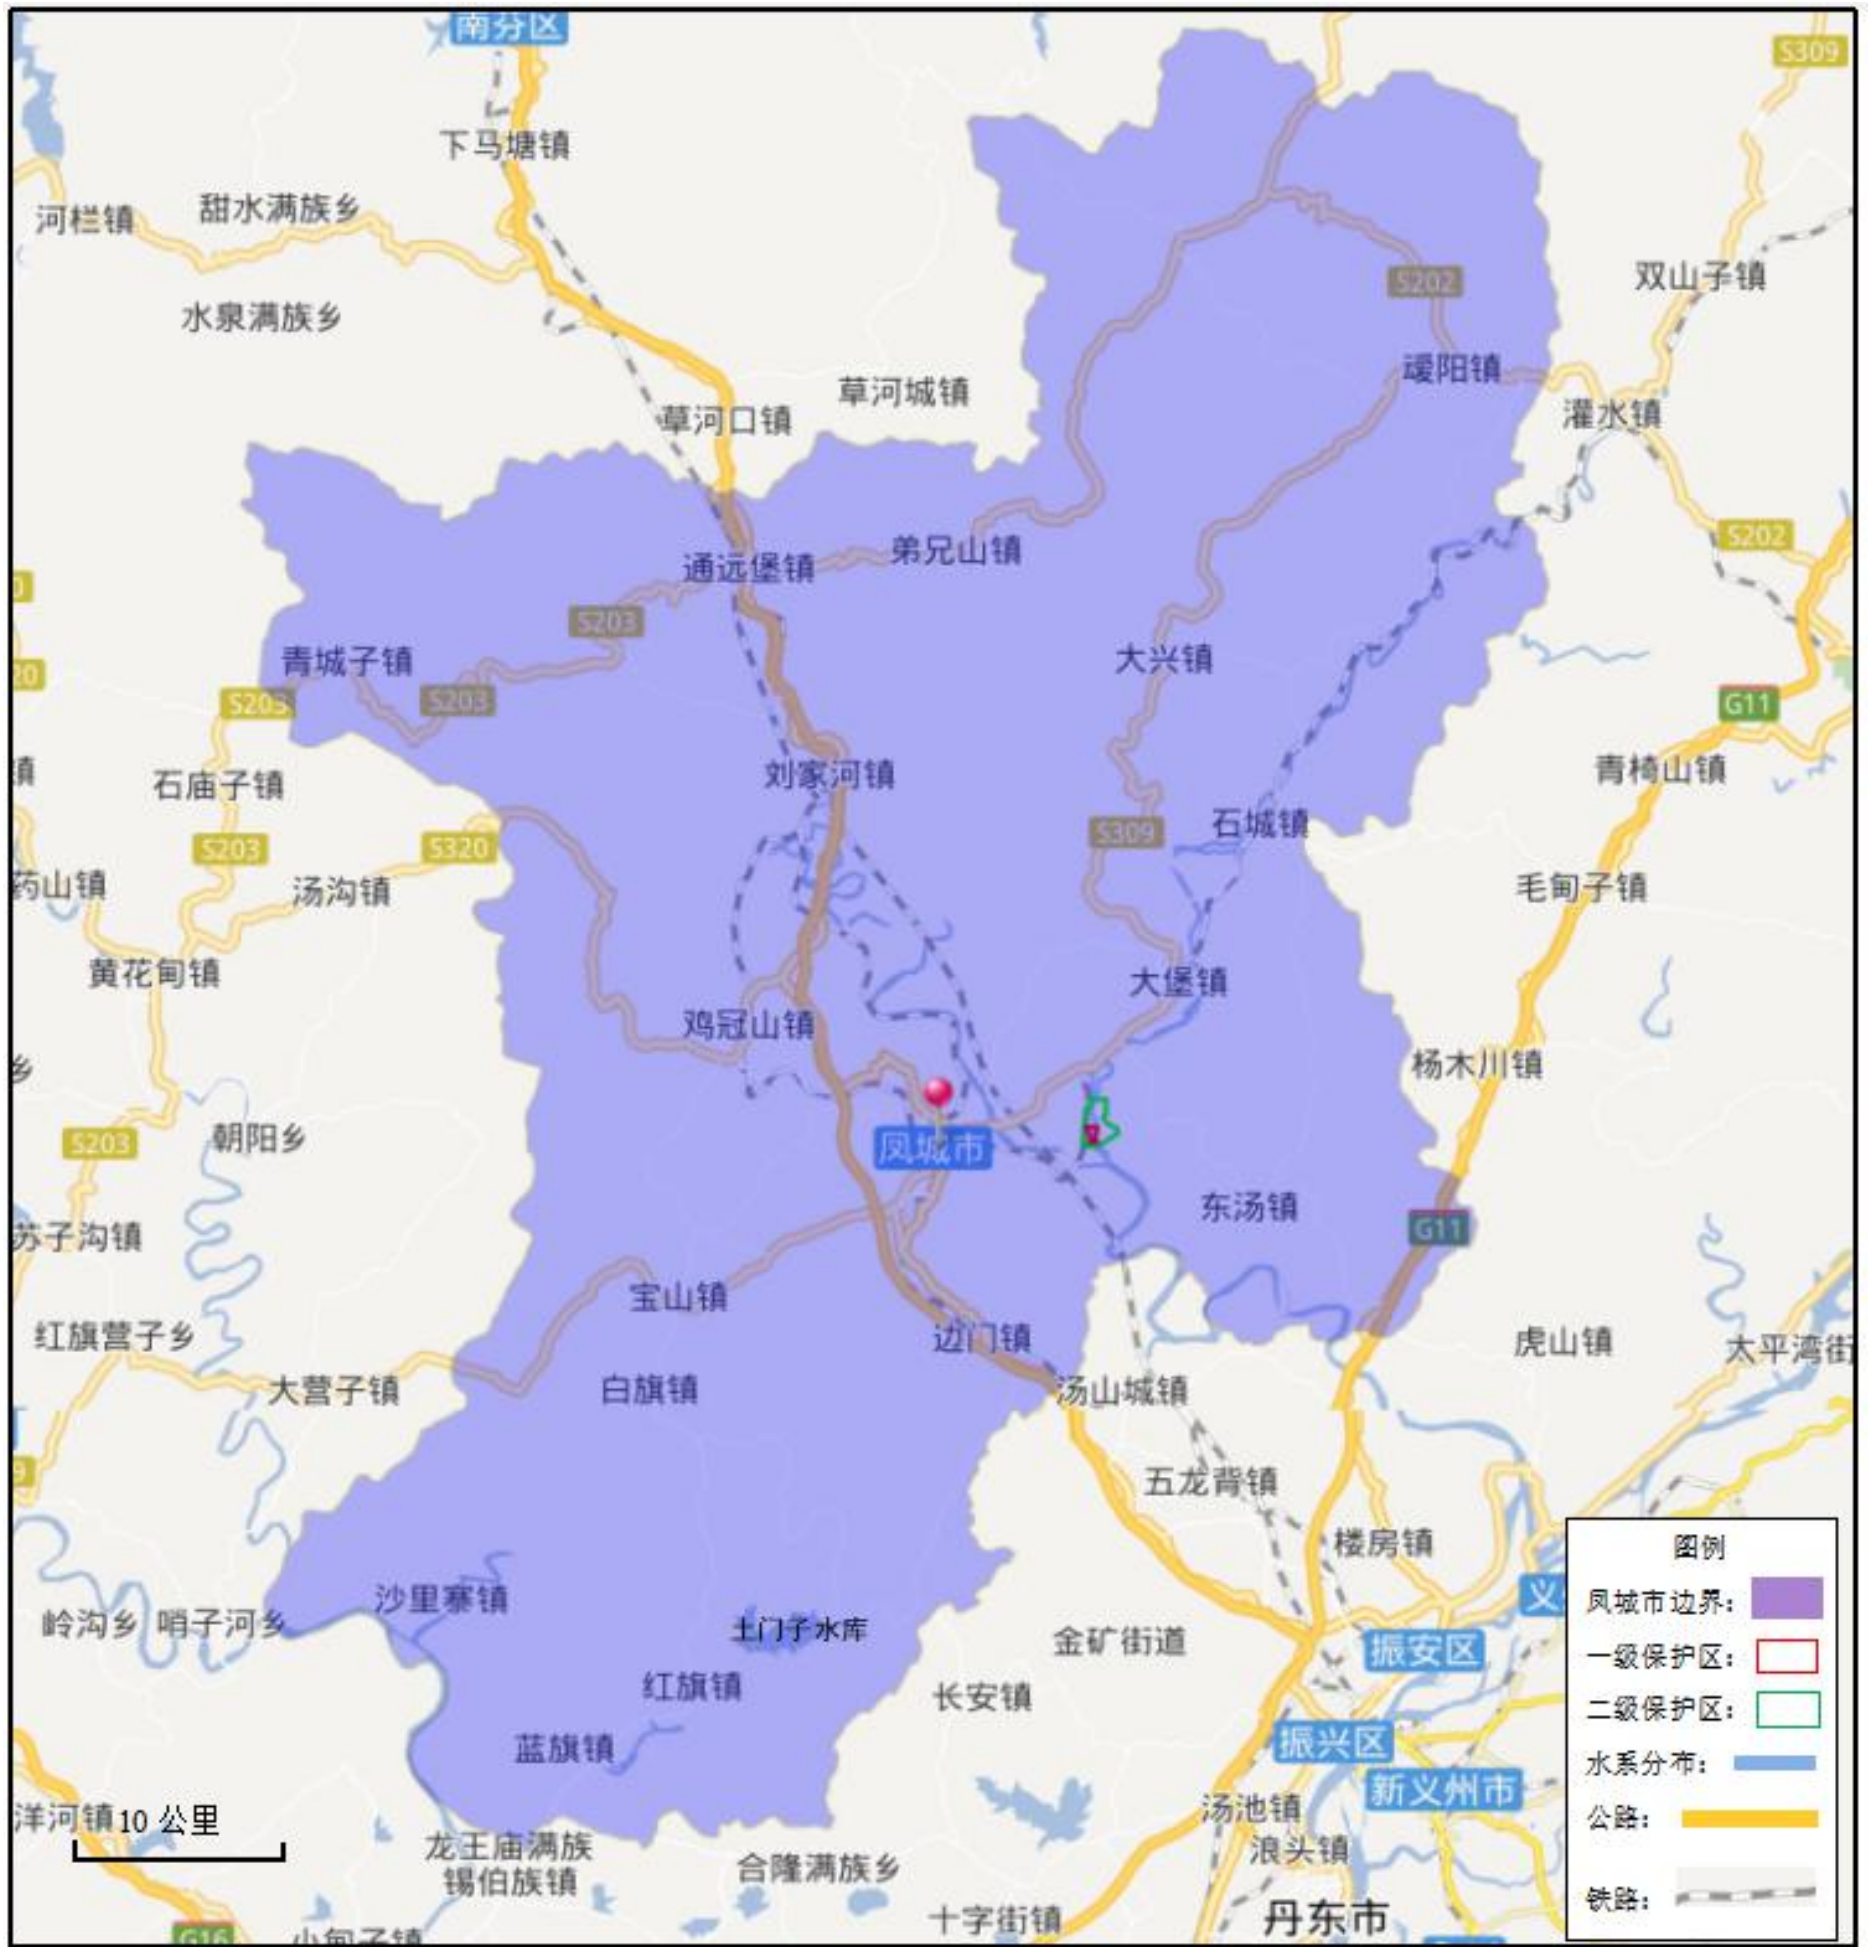 南芬区
S309
下马塘镇
甜水满族乡
河栏镇
双山子镇
S202
水泉满族乡
叆阳镇
草河城镇
灌水镇
草河口镇
S202
弟兄山镇
通远堡镇
S203
青城子镇
大兴镇
S203
S203
G11
青椅山镇
刘家河镇
石庙子镇
石城镇
S309
S203
S320
药山镇
汤沟镇
毛甸子镇
黄花甸镇
大堡镇
鸡冠山镇
杨木川镇
乡
朝阳乡
S203
凤城市
东汤镇
苏子沟镇
G11
宝山镇
红旗营子乡
边门镇
虎山镇
太平湾街
大营子镇
白旗镇
汤山城镇
五龙背镇
楼房镇
图例
凤城市边界：
沙里寨镇
岭沟乡
哨子河乡
土门子水库
金矿街道
振安区
一级保护区：
红旗镇
长安镇
二级保护区：
蓝旗镇
振兴区
水系分布：
新义州市
洋河镇
10 公里
汤池镇
公路：
龙王庙满族
锡伯族镇
合隆满族乡
浪头镇
铁路：
十字街镇
丹东市
G16
小甸子镇